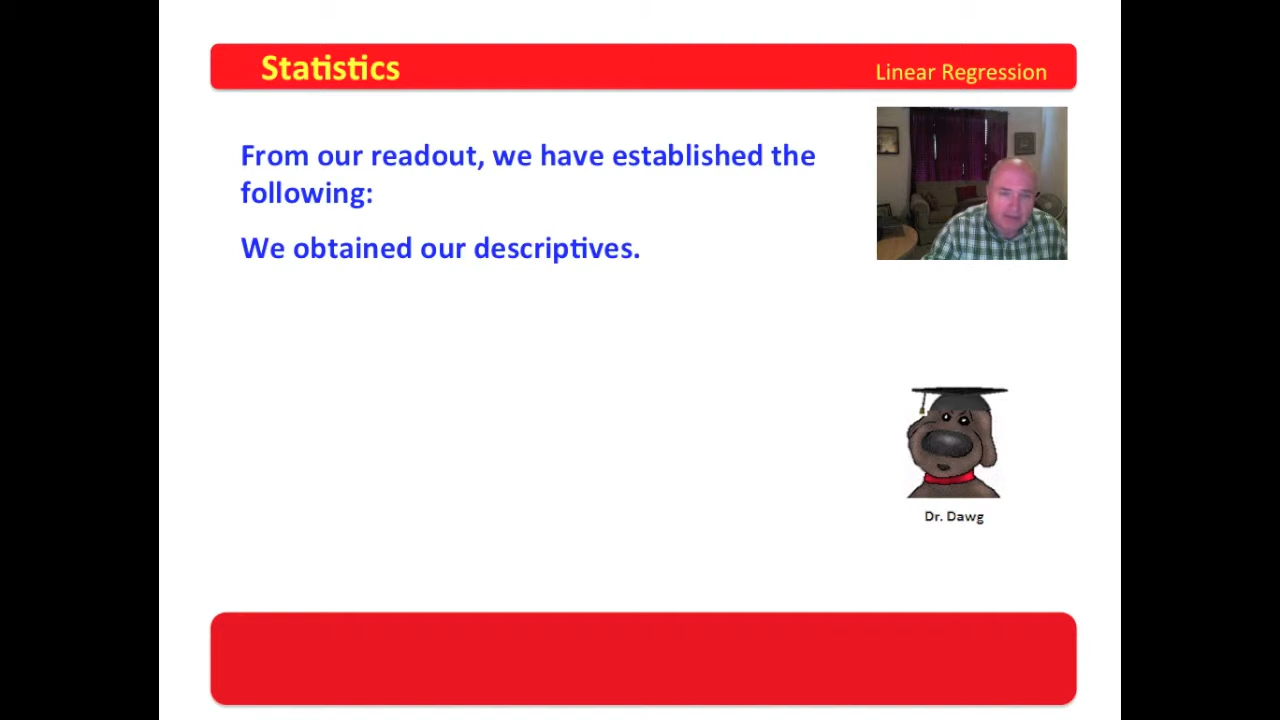 Statistics
Linear Regression
From our readout, we have established the
following:
We obtained our descriptives.
Dr. Dawg